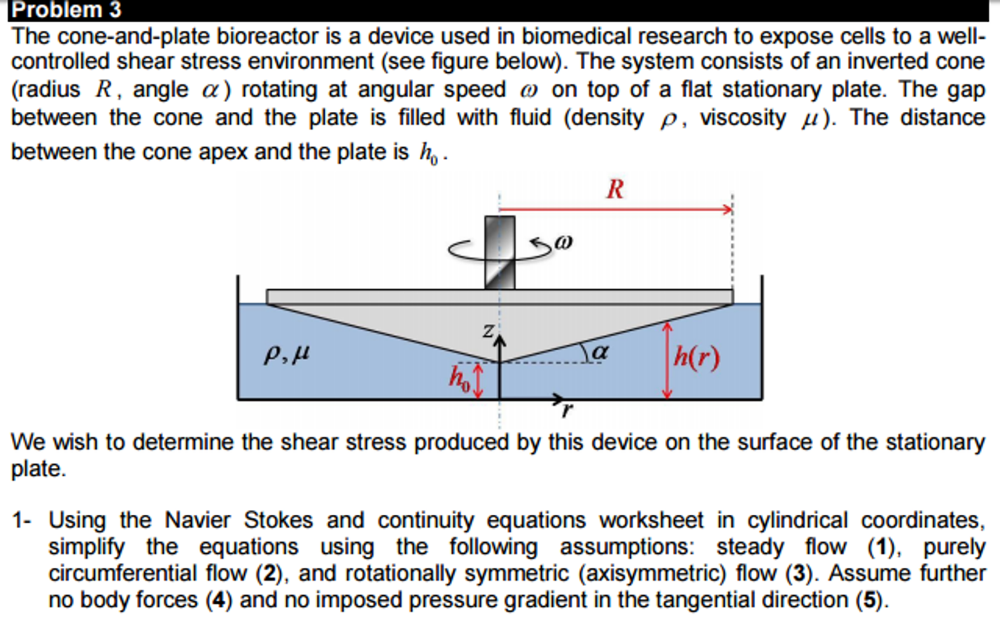 Problem 3
The cone-and-plate bioreactor is a device used in biomedical research to expose cells to a well-
controlled shear stress environment (see figure below). The system consists of an inverted cone
(radius R, angle α) rotating at angular speed ω on top of a flat stationary plate. The gap
between the cone and the plate is filled with fluid (density ρ, viscosity μ). The distance
between the cone apex and the plate is h₀.
R
ω
z
ρ, μ
α
h(r)
h₀
r
We wish to determine the shear stress produced by this device on the surface of the stationary
plate.
1- Using the Navier Stokes and continuity equations worksheet in cylindrical coordinates,
simplify the equations using the following assumptions: steady flow (1), purely
circumferential flow (2), and rotationally symmetric (axisymmetric) flow (3). Assume further
no body forces (4) and no imposed pressure gradient in the tangential direction (5).